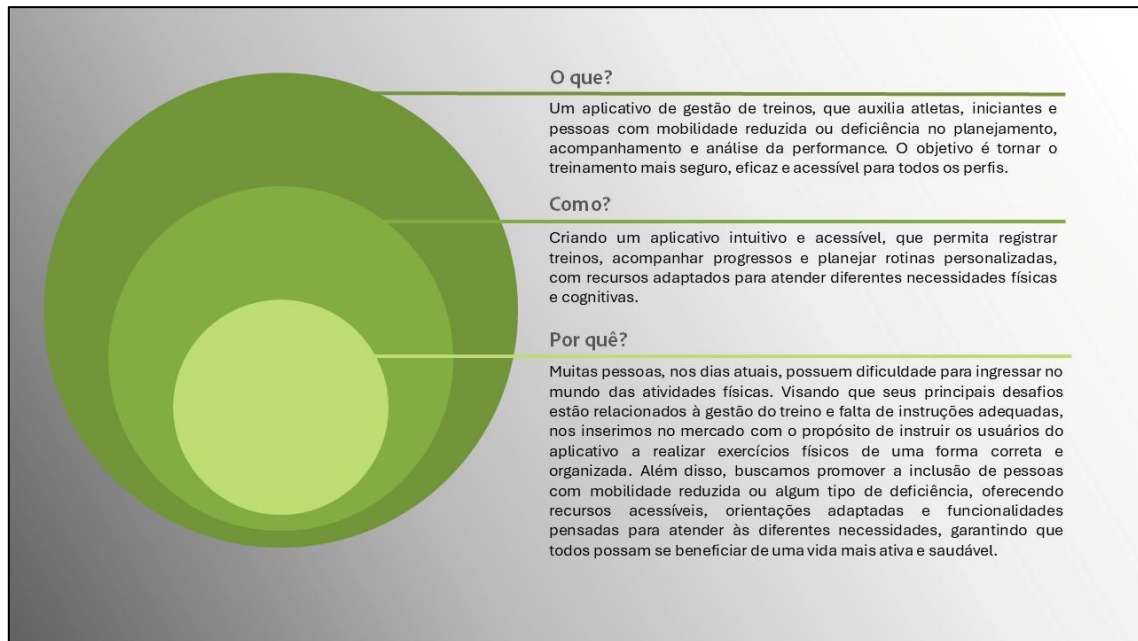 O que?
Um aplicativo de gestão de treinos, que auxilia atletas, iniciantes e
pessoas com mobilidade reduzida ou deficiência no planejamento,
acompanhamento e análise da performance. O objetivo é tornar o
treinamento mais seguro, eficaz e acessível para todos os perfis.
Como?
Criando um aplicativo intuitivo e acessível, que permita registrar
treinos, acompanhar progressos e planejar rotinas personalizadas,
com recursos adaptados para atender diferentes necessidades físicas
e cognitivas.
Por quê?
Muitas pessoas, nos dias atuais, possuem dificuldade para ingressar no
mundo das atividades físicas. Visando que seus principais desafios
estão relacionados à gestão do treino e falta de instruções adequadas,
nos inserimos no mercado com o propósito de instruir os usuários do
aplicativo a realizar exercícios físicos de uma forma correta e
organizada. Além disso, buscamos promover a inclusão de pessoas
com mobilidade reduzida ou algum tipo de deficiência, oferecendo
recursos acessíveis, orientações adaptadas e funcionalidades
pensadas para atender às diferentes necessidades, garantindo que
todos possam se beneficiar de uma vida mais ativa e saudável.